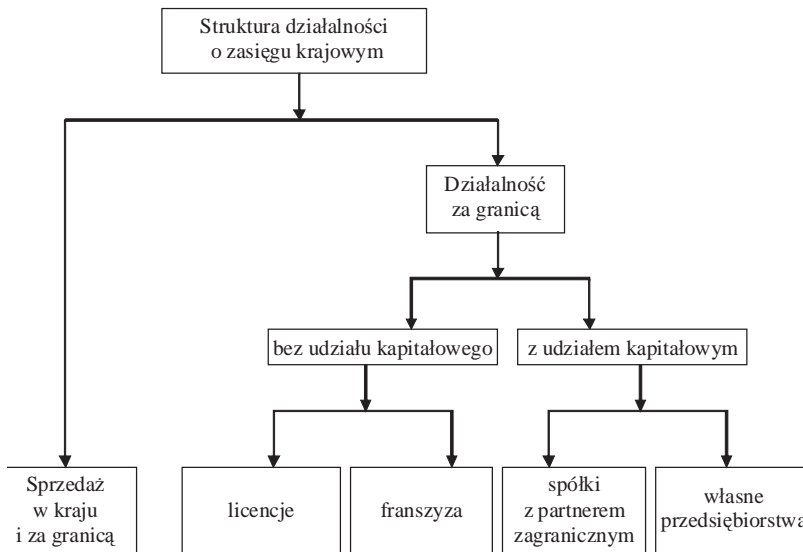 Struktura działalności
o zasięgu krajowym
Działalność
za granicą
bez udziału kapitałowego
z udziałem kapitałowym
Sprzedaż
w kraju
i za granicą
licencje
franszyza
spółki
z partnerem
zagranicznym
własne
przedsiębiorstwa